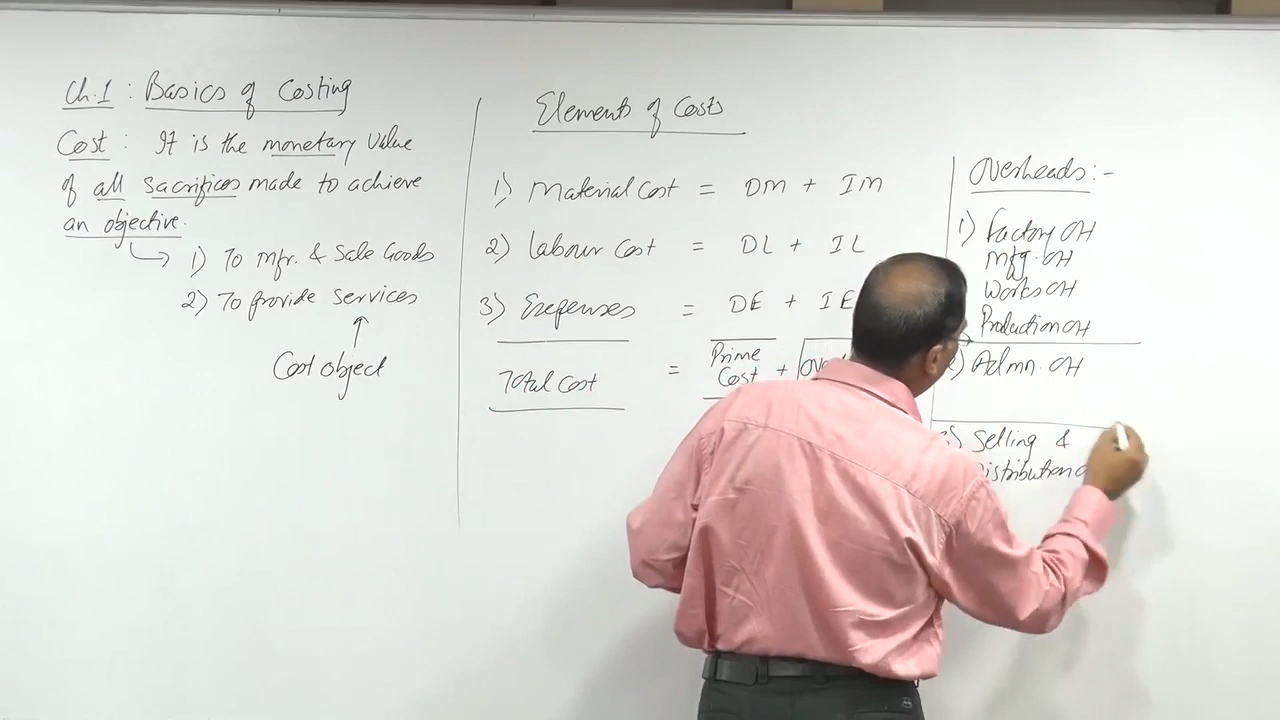 Ch.1 : Basics of Costing
Cost : It is the monetary value
of all sacrifices made to achieve
an objective.
1) To mfr. & Sale Goods
2) To provide services
Cost object
Elements of Costs
1) Material Cost = DM + IM
2) Labour Cost = DL + IL
3) Expenses = DE + IE
Total Cost = Prime
Cost +
Overheads :-
1) Factory OH
Mfg. OH
Works OH
Production OH
Admn. OH
Selling &